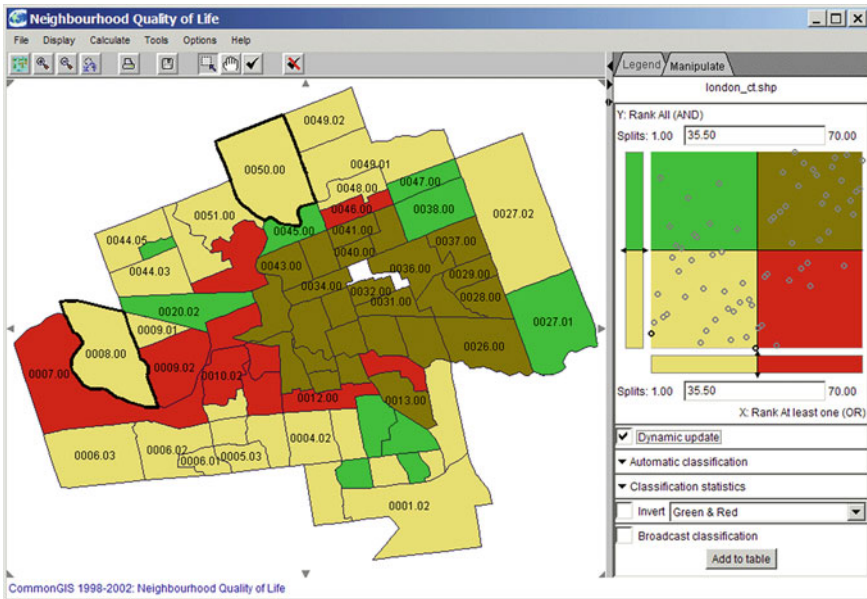 Neighbourhood Quality of Life
File Display Calculate Tools Options Help
Legend Manipulate
london_ct.shp
Y: Rank All (AND)
Splits: 1.00 35.50 70.00
Splits: 1.00 35.50 70.00
X: Rank At least one (OR)
Dynamic update
Automatic classification
Classification statistics
Invert Green & Red
Broadcast classification
Add to table
0049.02
0050.00
0049.01
0048.00
0047.00
0046.00
0038.00
0051.00
0045.00
0041.00
0027.02
0044.05
0040.00
0037.00
0044.03
0043.00
0036.00
0029.00
0034.00
0032.00
0028.00
0031.00
0020.02
0027.01
0009.01
0026.00
0008.00
0007.00
0009.02
0010.02
0012.00
0013.00
0004.02
0006.03
0006.02
0006.01
0005.03
0001.02
CommonGIS 1998-2002: Neighbourhood Quality of Life